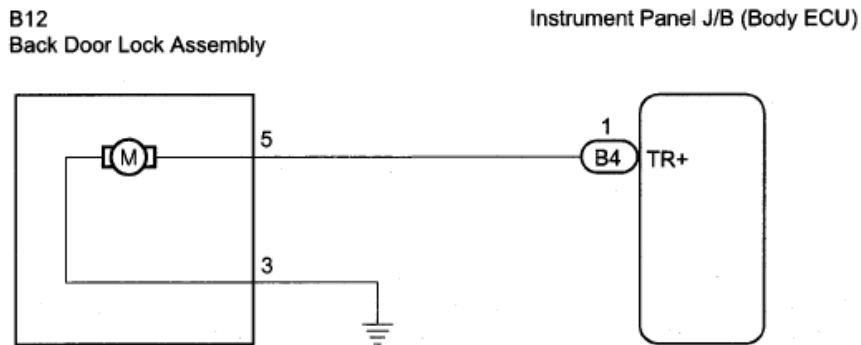 B12
Back Door Lock Assembly
Instrument Panel J/B (Body ECU)
M
5
1
B4
TR+
3